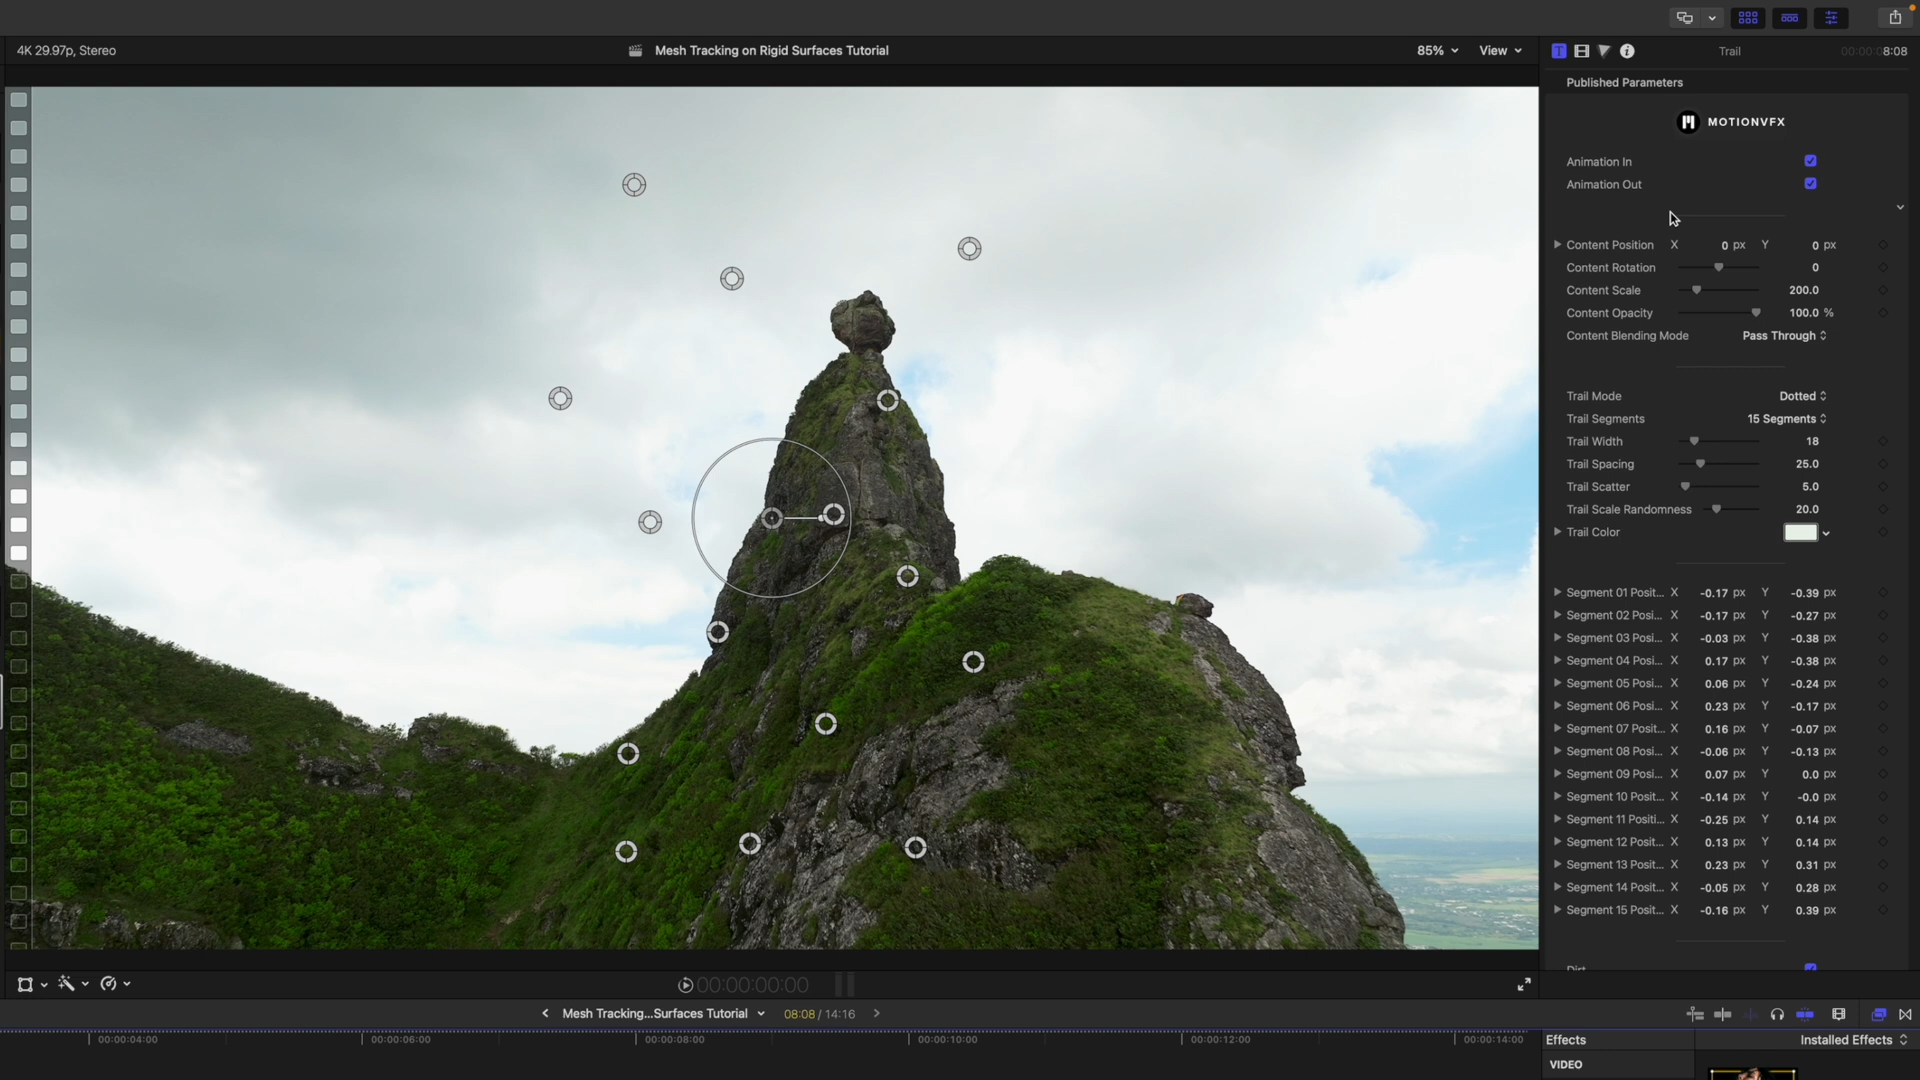 4K 29.97p, Stereo
Mesh Tracking on Rigid Surfaces Tutorial
85%
View
Trail
00:00:08:08
Published Parameters
MOTIONVFX
Animation In
Animation Out
Content Position X 0 px Y 0 px
Content Rotation 0
Content Scale 200.0
Content Opacity 100.0 %
Content Blending Mode Pass Through
Trail Mode Dotted
Trail Segments 15 Segments
Trail Width 18
Trail Spacing 25.0
Trail Scatter 5.0
Trail Scale Randomness 20.0
Trail Color
Segment 01 Posit... X -0.17 px Y -0.39 px
Segment 02 Posi... X -0.17 px Y -0.27 px
Segment 03 Posi... X -0.03 px Y -0.38 px
Segment 04 Posi... X 0.17 px Y -0.38 px
Segment 05 Posi... X 0.06 px Y -0.24 px
Segment 06 Posi... X 0.23 px Y -0.17 px
Segment 07 Posit... X 0.16 px Y -0.07 px
Segment 08 Posi... X -0.06 px Y -0.13 px
Segment 09 Posi... X 0.07 px Y 0.0 px
Segment 10 Posit... X -0.14 px Y -0.0 px
Segment 11 Positi... X -0.25 px Y 0.14 px
Segment 12 Posit... X 0.13 px Y 0.14 px
Segment 13 Posit... X 0.23 px Y 0.31 px
Segment 14 Posit... X -0.05 px Y 0.28 px
Segment 15 Posit... X -0.16 px Y 0.39 px
Dirt
00:00:00:00
Mesh Tracking...Surfaces Tutorial
08:08 / 14:16
00:00:04:00
00:00:06:00
00:00:08:00
00:00:10:00
00:00:12:00
00:00:14:00
Effects
Installed Effects
VIDEO